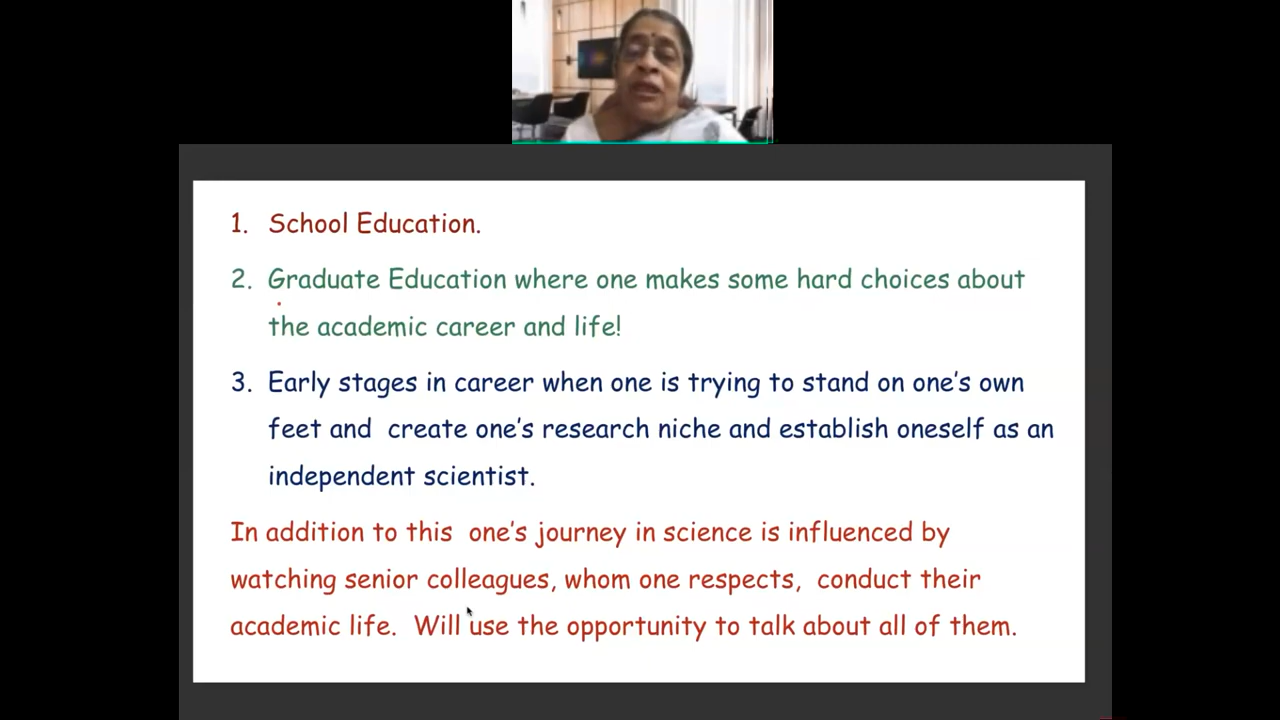 1. School Education.
2. Graduate Education where one makes some hard choices about
the academic career and life!
3. Early stages in career when one is trying to stand on one's own
feet and create one's research niche and establish oneself as an
independent scientist.
In addition to this one's journey in science is influenced by
watching senior colleagues, whom one respects, conduct their
academic life. Will use the opportunity to talk about all of them.